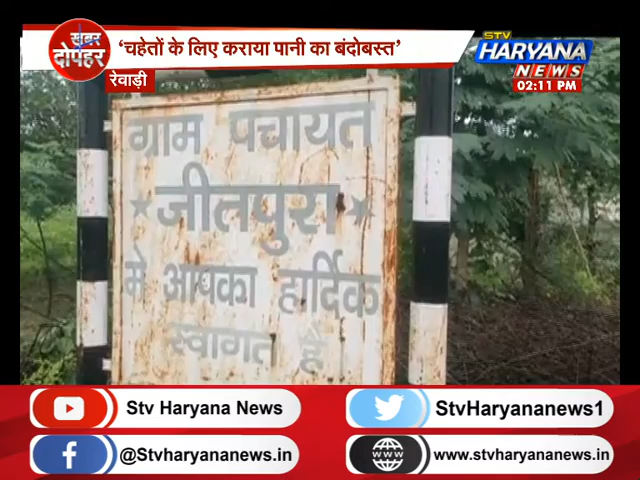 खबर दोपहर
‘चहेतों के लिए कराया पानी का बंदोबस्त’
रेवाड़ी
STV
HARYANA
NEWS
02:11 PM
ग्राम पचायत
★जीतपुरा★
मे आपका हार्दिक
स्वागत है
Stv Haryana News
StvHaryananews1
@Stvharyananews.in
www.stvharyananews.in